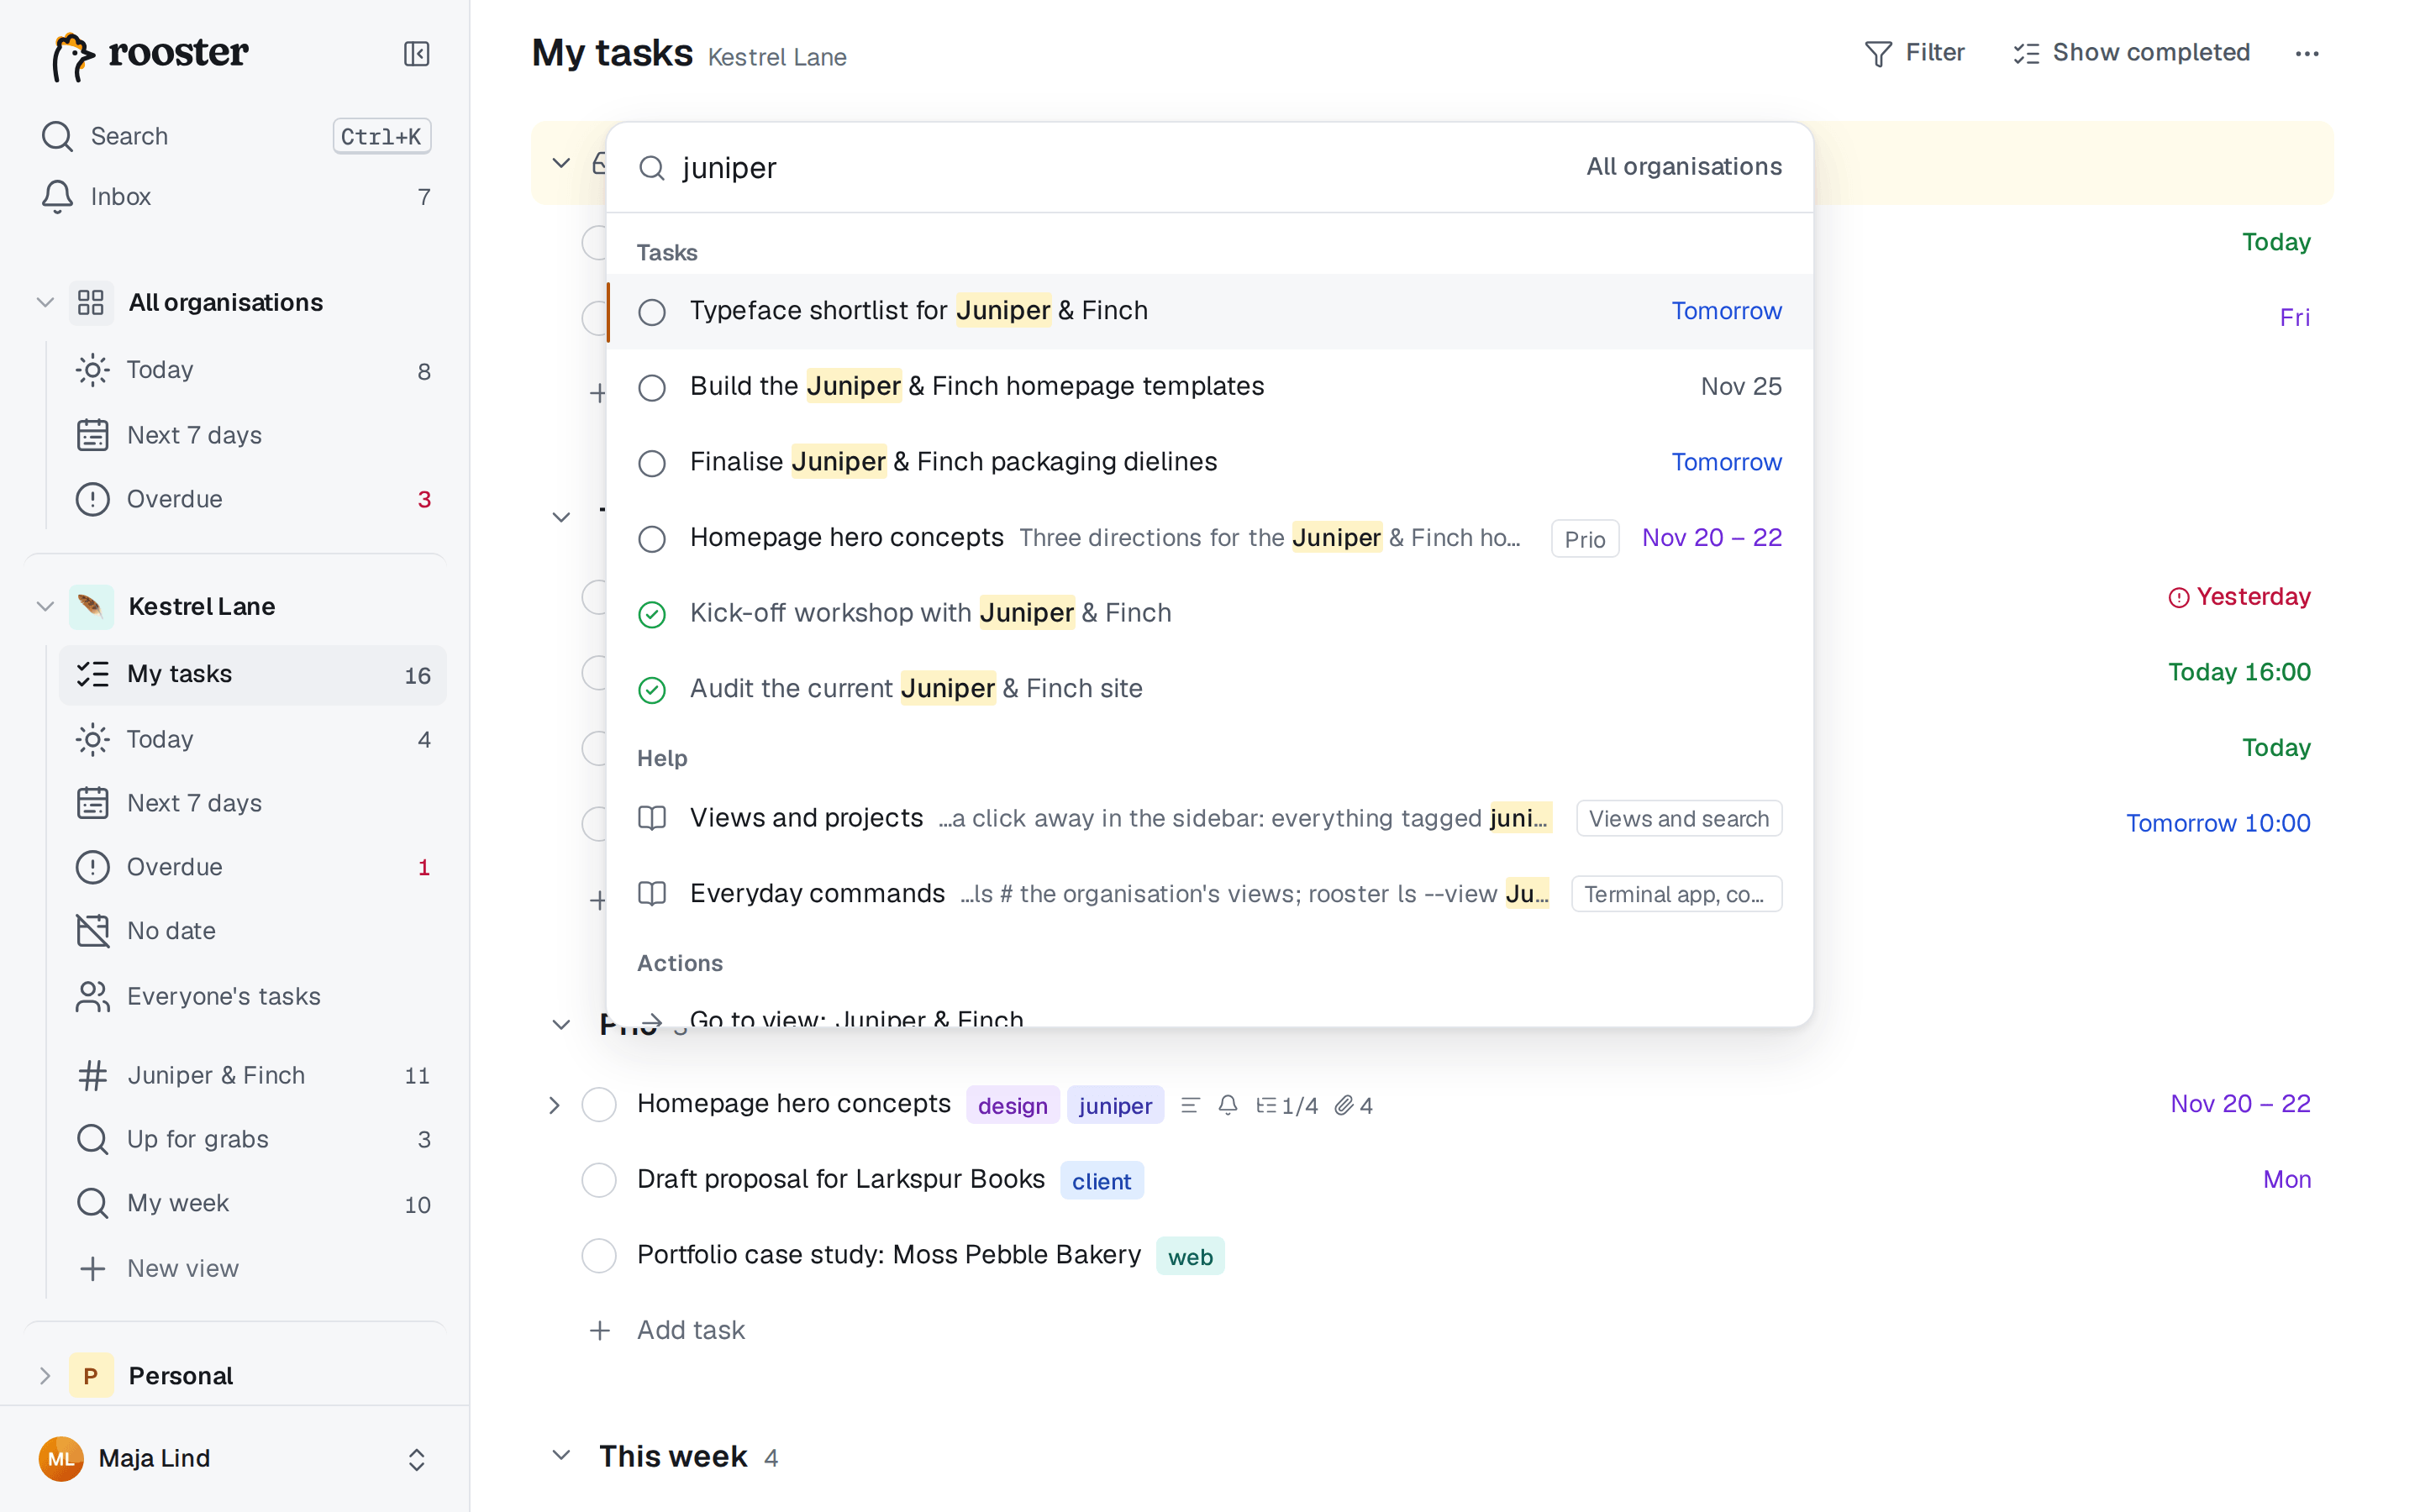 rooster
Search Ctrl+K
Inbox 7
All organisations
Today 8
Next 7 days
Overdue 3
Kestrel Lane
My tasks 16
Today 4
Next 7 days
Overdue 1
No date
Everyone's tasks
Juniper & Finch 11
Up for grabs 3
My week 10
New view
P Personal
ML Maja Lind
My tasks Kestrel Lane
Filter
Show completed
juniper All organisations
Tasks
Typeface shortlist for Juniper & Finch Tomorrow
Build the Juniper & Finch homepage templates Nov 25
Finalise Juniper & Finch packaging dielines Tomorrow
Homepage hero concepts Three directions for the Juniper & Finch ho... Prio Nov 20 – 22
Kick-off workshop with Juniper & Finch
Audit the current Juniper & Finch site
Help
Views and projects ...a click away in the sidebar: everything tagged juni... Views and search
Everyday commands ...ls # the organisation's views; rooster ls --view Ju... Terminal app, co...
Actions
Go to view: Juniper & Finch
Today
Fri
Yesterday
Today 16:00
Today
Tomorrow 10:00
Prio
Homepage hero concepts design juniper 1/4 4 Nov 20 – 22
Draft proposal for Larkspur Books client Mon
Portfolio case study: Moss Pebble Bakery web
Add task
This week 4